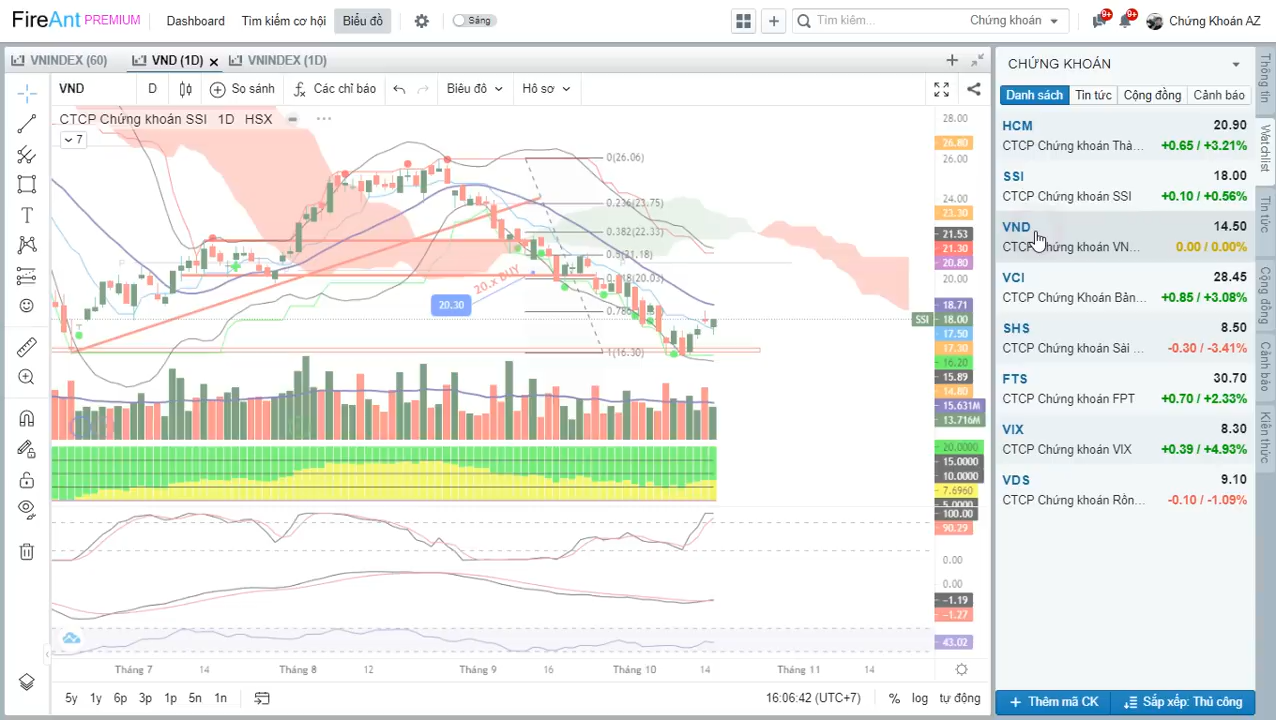 FireAnt PREMIUM Dashboard Tìm kiếm cơ hội Biểu đồ Sáng Tìm kiếm... Chứng khoán 9+ 9+ Chứng Khoán AZ
VNINDEX (60) VND (1D) VNINDEX (1D)
VND D So sánh Các chỉ báo Biểu đồ Hồ sơ
CTCP Chứng khoán SSI 1D HSX
7
0(26.06)
0.236(23.75)
0.382(22.33)
0.5(21.18)
20.x BUY
20.30
1(16.30)
28.00
26.80
26.00
24.00
23.30
21.53
21.30
20.80
20.00
18.71
SSI 18.00
17.50
17.30
16.20
15.89
14.80
15.631M
13.716M
20.0000
15.0000
10.0000
7.6960
5.0000
100.00
90.29
0.00
0.00
-1.19
-1.27
43.02
Tháng 7 14 Tháng 8 12 Tháng 9 16 Tháng 10 14 Tháng 11 14
5y 1y 6p 3p 1p 5n 1n 16:06:42 (UTC+7) % log tự động
CHỨNG KHOÁN
Danh sách Tin tức Cộng đồng Cảnh báo
HCM 20.90
CTCP Chứng khoán Thà... +0.65 / +3.21%
SSI 18.00
CTCP Chứng khoán SSI +0.10 / +0.56%
VND 14.50
CTCP Chứng khoán VN... 0.00 / 0.00%
VCI 28.45
CTCP Chứng Khoán Bản... +0.85 / +3.08%
SHS 8.50
CTCP Chứng khoán Sài ... -0.30 / -3.41%
FTS 30.70
CTCP Chứng khoán FPT +0.70 / +2.33%
VIX 8.30
CTCP Chứng khoán VIX +0.39 / +4.93%
VDS 9.10
CTCP Chứng khoán Rồn... -0.10 / -1.09%
Thêm mã CK Sắp xếp: Thủ công
Thông tin
Watchlist
Tin tức
Cộng đồng
Cảnh báo
Kiến thức